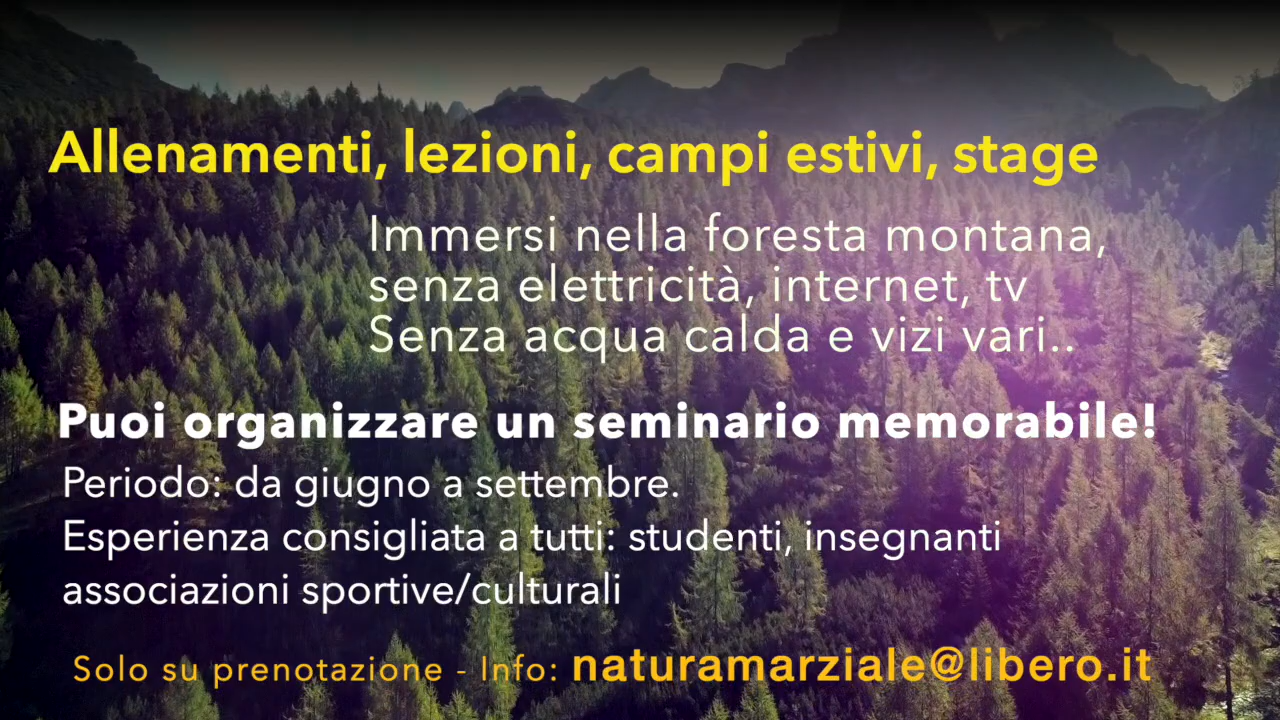 Allenamenti, lezioni, campi estivi, stage
Immersi nella foresta montana,
senza elettricità, internet, tv
Senza acqua calda e vizi vari..
Puoi organizzare un seminario memorabile!
Periodo: da giugno a settembre.
Esperienza consigliata a tutti: studenti, insegnanti
associazioni sportive/culturali
Solo su prenotazione - Info: naturamarziale@libero.it